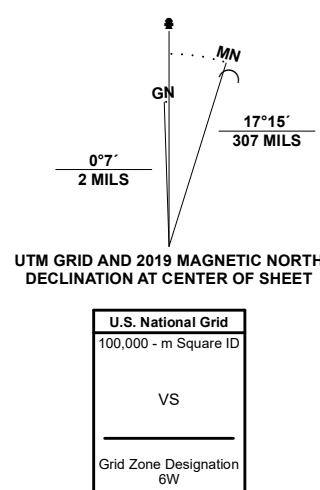 MN
GN
17°15´
307 MILS
0°7´
2 MILS
UTM GRID AND 2019 MAGNETIC NORTH
DECLINATION AT CENTER OF SHEET
U.S. National Grid
100,000 - m Square ID
VS
Grid Zone Designation
6W